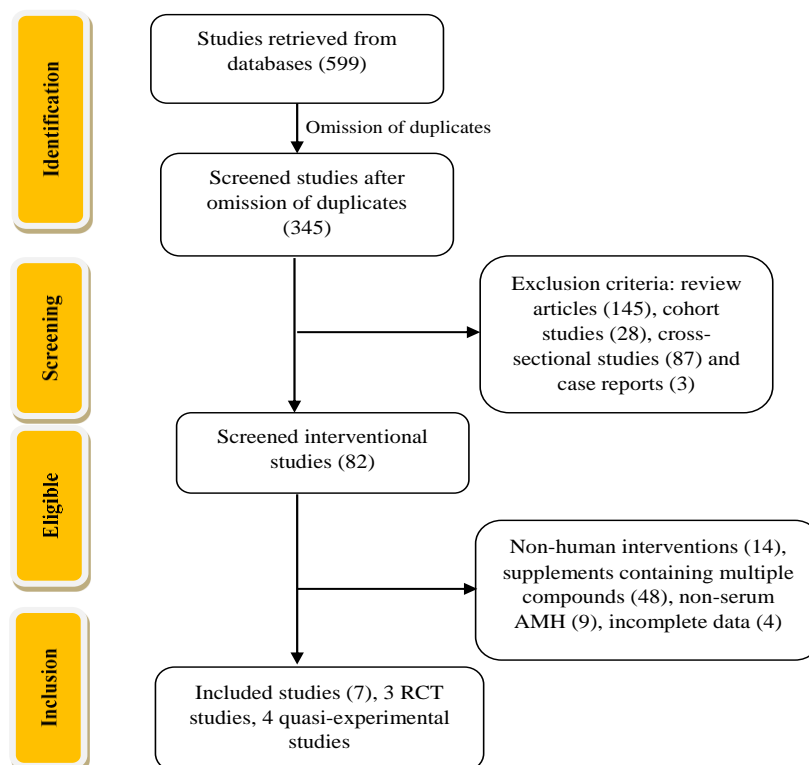 Identification
Studies retrieved from
databases (599)
Omission of duplicates
Screened studies after
omission of duplicates
(345)
Screening
Exclusion criteria: review
articles (145), cohort
studies (28), cross-
sectional studies (87) and
case reports (3)
Eligible
Screened interventional
studies (82)
Non-human interventions (14),
supplements containing multiple
compounds (48), non-serum
AMH (9), incomplete data (4)
Inclusion
Included studies (7), 3 RCT
studies, 4 quasi-experimental
studies